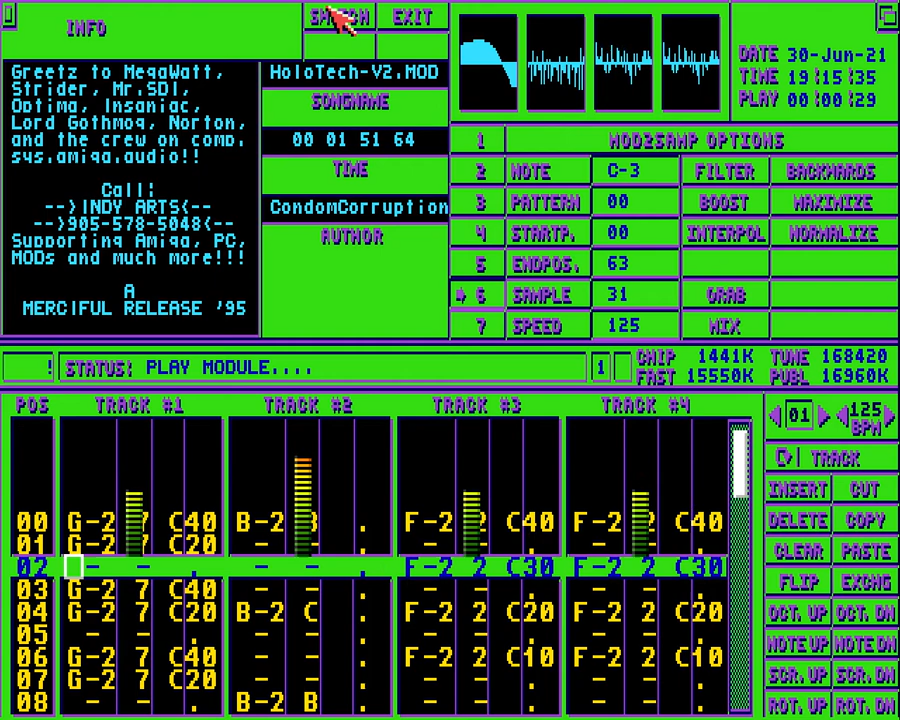 INFO
EXIT
Greetz to MegaWatt,
Strider, Mr.SDI,
Optima, Insaniac,
Lord Gothmog, Norton,
and the crew on comp.
sys.amiga.audio!!
Call:
-->INDY ARTS<--
-->905-578-5048<--
Supporting Amiga, PC,
MODs and much more!!!
A
MERCIFUL RELEASE '95
HoloTech-V2.MOD
SONGNAME
00 01 51 64
TIME
CondomCorruption
AUTHOR
DATE 30-Jun-21
TIME 19:15:35
PLAY 00:00:29
1 MOD2SAMP OPTIONS
2 NOTE C-3 FILTER BACKWARDS
3 PATTERN 00 BOOST MAXIMIZE
4 STARTP. 00 INTERPOL NORMALIZE
5 ENDPOS. 63
6 SAMPLE 31 GRAB
7 SPEED 125 MIX
! STATUS: PLAY MODULE.... 1
CHIP 1441K TUNE 168420
FAST 15550K PUBL 16960K
POS TRACK #1 TRACK #2 TRACK #3 TRACK #4
00 G-2 7 C40 B-2 . F-2 2 C40 F-2 2 C40
01 G-2 C20 - . - . - .
02 - - . - - . F-2 2 C30 F-2 2 C30
03 G-2 7 C40 - - . - - . - - .
04 G-2 7 C20 B-2 C . F-2 2 C20 F-2 2 C20
05 - - . - - . - - . - - .
06 G-2 7 C40 - - . F-2 2 C10 F-2 2 C10
07 G-2 7 C20 - - . - - . - - .
08 - - . B-2 B . - - . - - .
01 125
BPM
TRACK
INSERT CUT
DELETE COPY
CLEAR PASTE
FLIP EXCHG
OCT. UP OCT. DN
NOTE UP NOTE DN
SCR. UP SCR. DN
ROT. UP ROT. DN